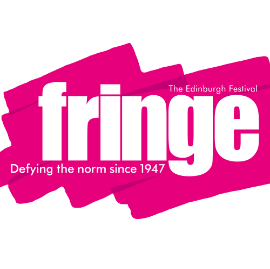 The Edinburgh Festival
fringe
Defying the norm since 1947